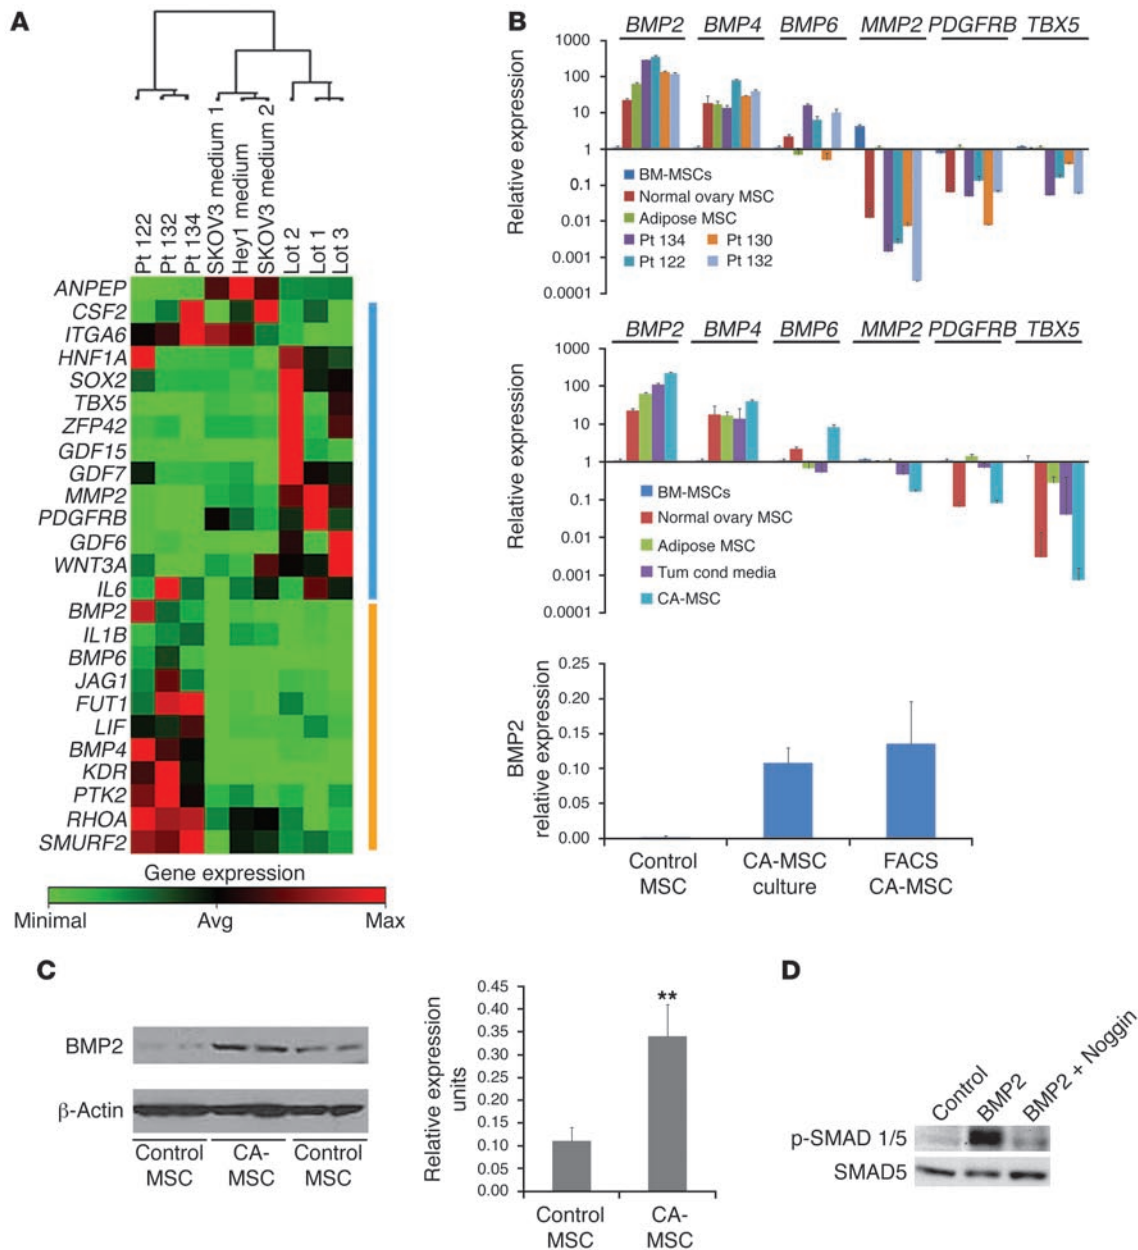 A
Pt 122
Pt 132
Pt 134
SKOV3 medium 1
Hey1 medium
SKOV3 medium 2
Lot 2
Lot 1
Lot 3
ANPEP
CSF2
ITGA6
HNF1A
SOX2
TBX5
ZFP42
GDF15
GDF7
MMP2
PDGFRB
GDF6
WNT3A
IL6
BMP2
IL1B
BMP6
JAG1
FUT1
LIF
BMP4
KDR
PTK2
RHOA
SMURF2
Gene expression
Minimal Avg Max
B
BMP2 BMP4 BMP6 MMP2 PDGFRB TBX5
Relative expression
1000
100
10
1
0.1
0.01
0.001
0.0001
BM-MSCs
Normal ovary MSC
Adipose MSC
Pt 134 Pt 130
Pt 122 Pt 132
BMP2 BMP4 BMP6 MMP2 PDGFRB TBX5
Relative expression
1000
100
10
1
0.1
0.01
0.001
0.0001
BM-MSCs
Normal ovary MSC
Adipose MSC
Tum cond media
CA-MSC
BMP2
relative expression
0.25
0.20
0.15
0.10
0.05
0.00
Control
MSC
CA-MSC
culture
FACS
CA-MSC
C
BMP2
β-Actin
Control
MSC
CA-
MSC
Control
MSC
Relative expression
units
0.45
0.40
0.35
0.30
0.25
0.20
0.15
0.10
0.05
0.00
**
Control
MSC
CA-
MSC
D
Control
BMP2
BMP2 + Noggin
p-SMAD 1/5
SMAD5